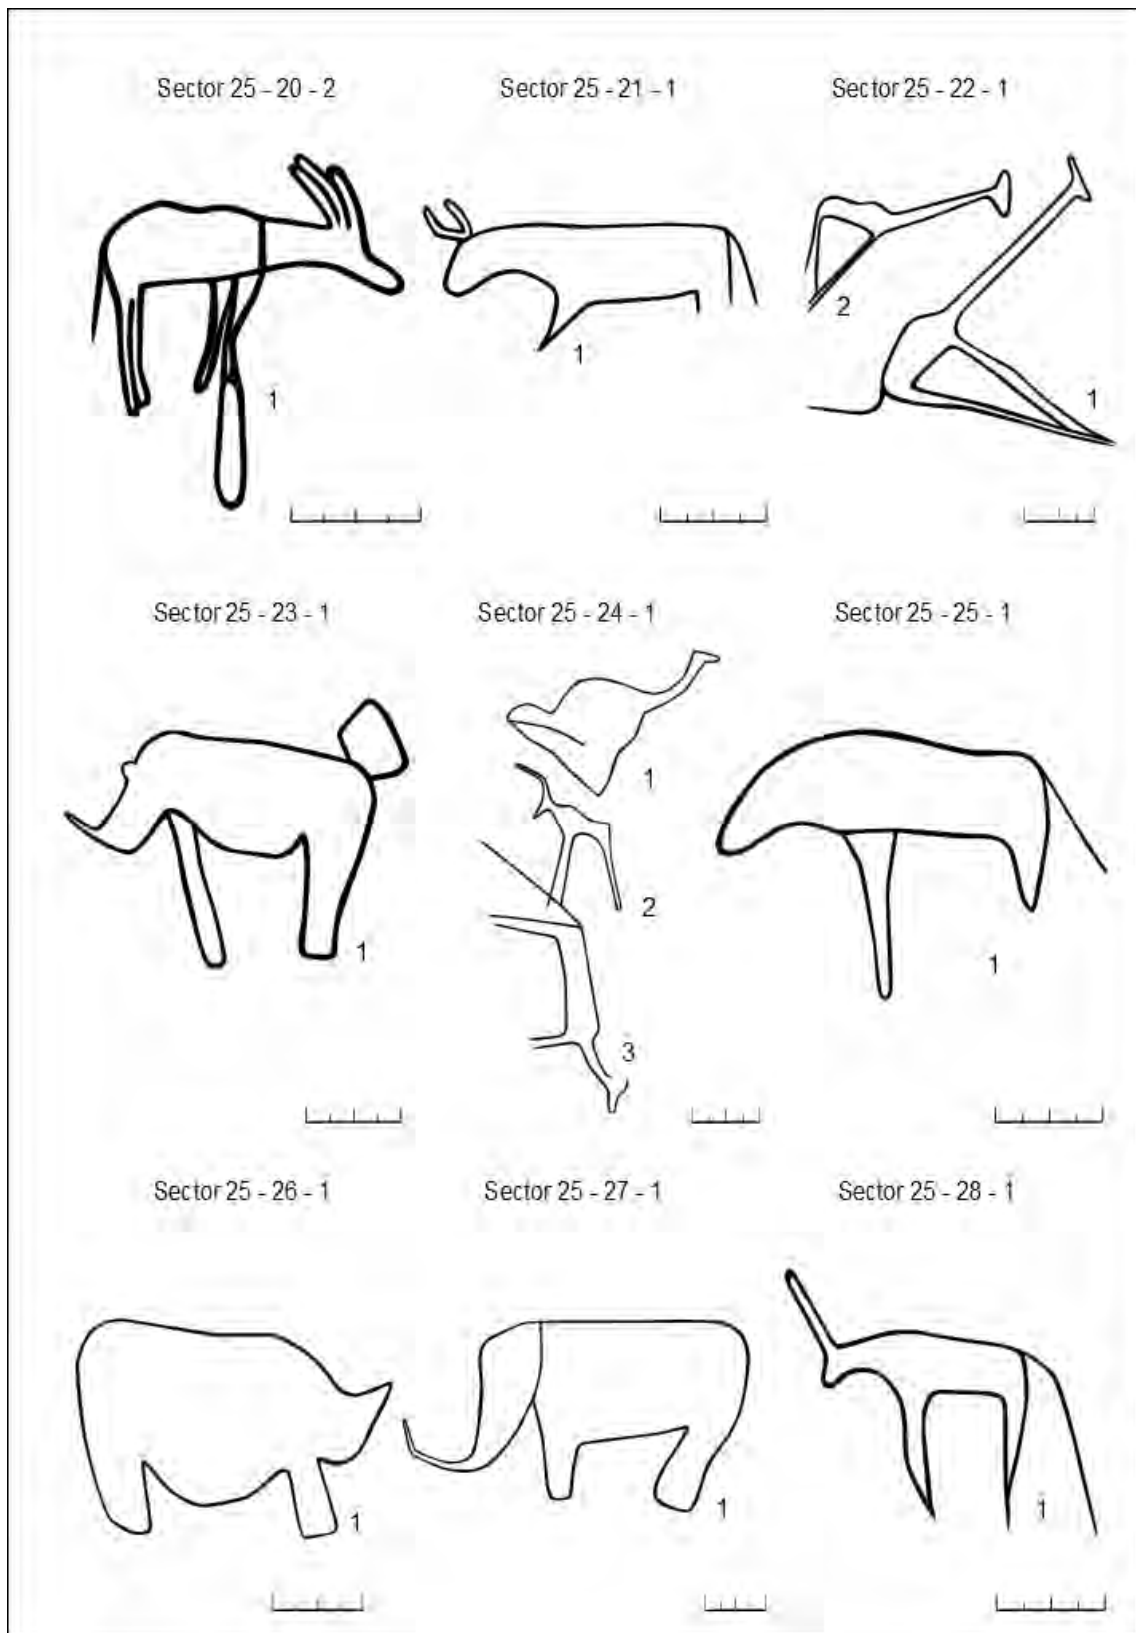 Sector 25 - 20 - 2
Sector 25 - 21 - 1
Sector 25 - 22 - 1
1
1
2
1
Sector 25 - 23 - 1
Sector 25 - 24 - 1
Sector 25 - 25 - 1
1
1
2
3
1
Sector 25 - 26 - 1
Sector 25 - 27 - 1
Sector 25 - 28 - 1
1
1
1